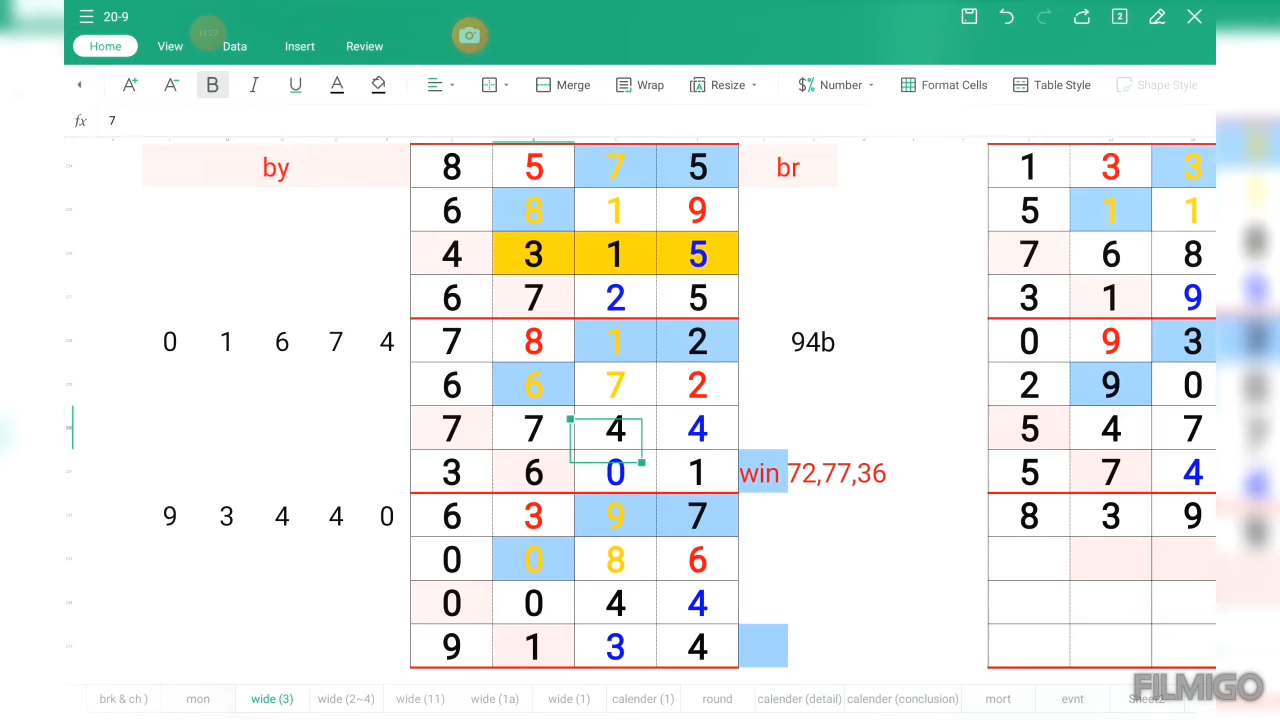 20-9
14:27
Home View Data Insert Review
A+ A- B I U A Merge Wrap Resize $% Number Format Cells Table Style Shape Style
fx 7
by 8 5 7 5 br 1 3 3
6 8 1 9 5 1 1
4 3 1 5 7 6 8
6 7 2 5 3 1 9
0 1 6 7 4 7 8 1 2 94b 0 9 3
6 6 7 2 2 9 0
7 7 4 4 5 4 7
3 6 0 1 win 72,77,36 5 7 4
9 3 4 4 0 6 3 9 7 8 3 9
0 0 8 6
0 0 4 4
9 1 3 4
brk & ch ) mon wide (3) wide (2~4) wide (11) wide (1a) wide (1) calender (1) round calender (detail) calender (conclusion) mort evnt Sheet2
FILMIGO